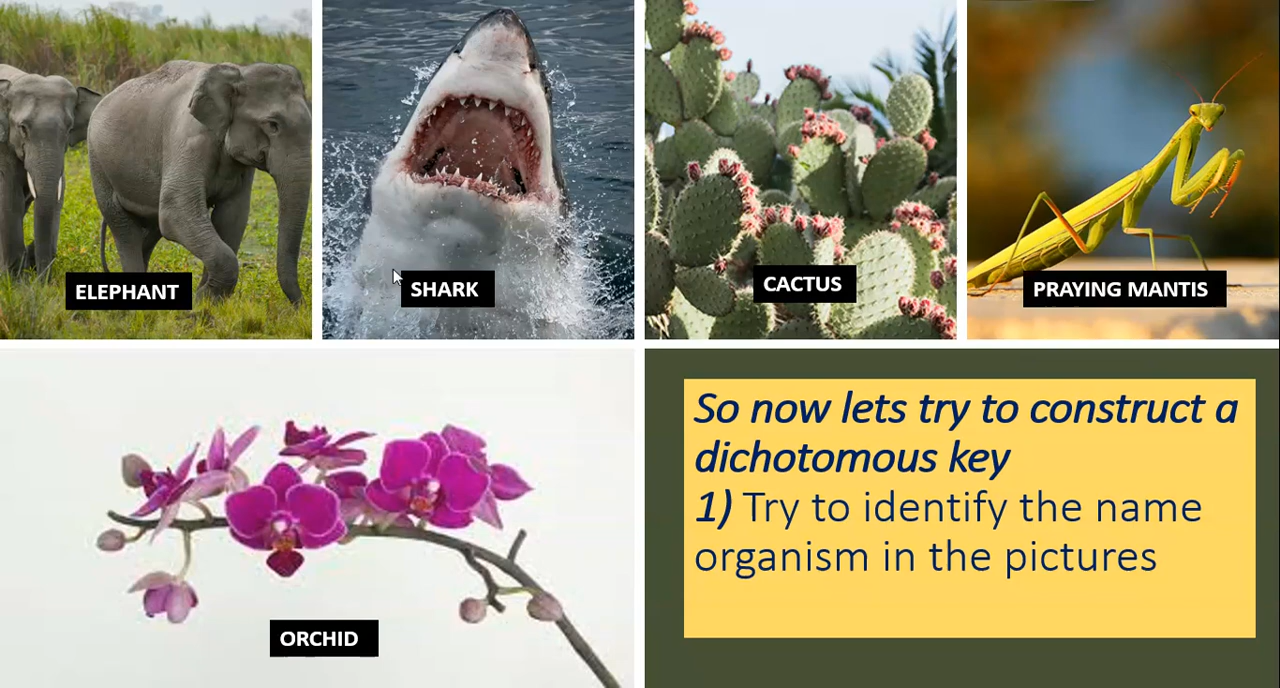 ELEPHANT
SHARK
CACTUS
PRAYING MANTIS
ORCHID
So now lets try to construct a
dichotomous key
1) Try to identify the name
organism in the pictures